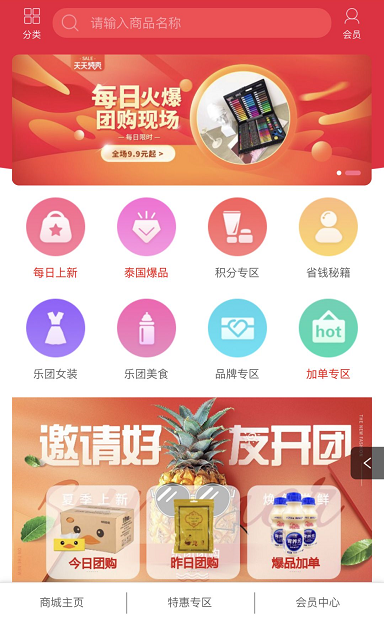 请输入商品名称
分类
会员
SALE
天天特卖
每日火爆
团购现场
每日限时
全场9.9元起 >
每日上新
泰国爆品
积分专区
省钱秘籍
hot
乐团女装
乐团美食
品牌专区
加单专区
邀请好友开团
夏季上新
今日团购
昨日团购
爆品加单
商城主页
特惠专区
会员中心